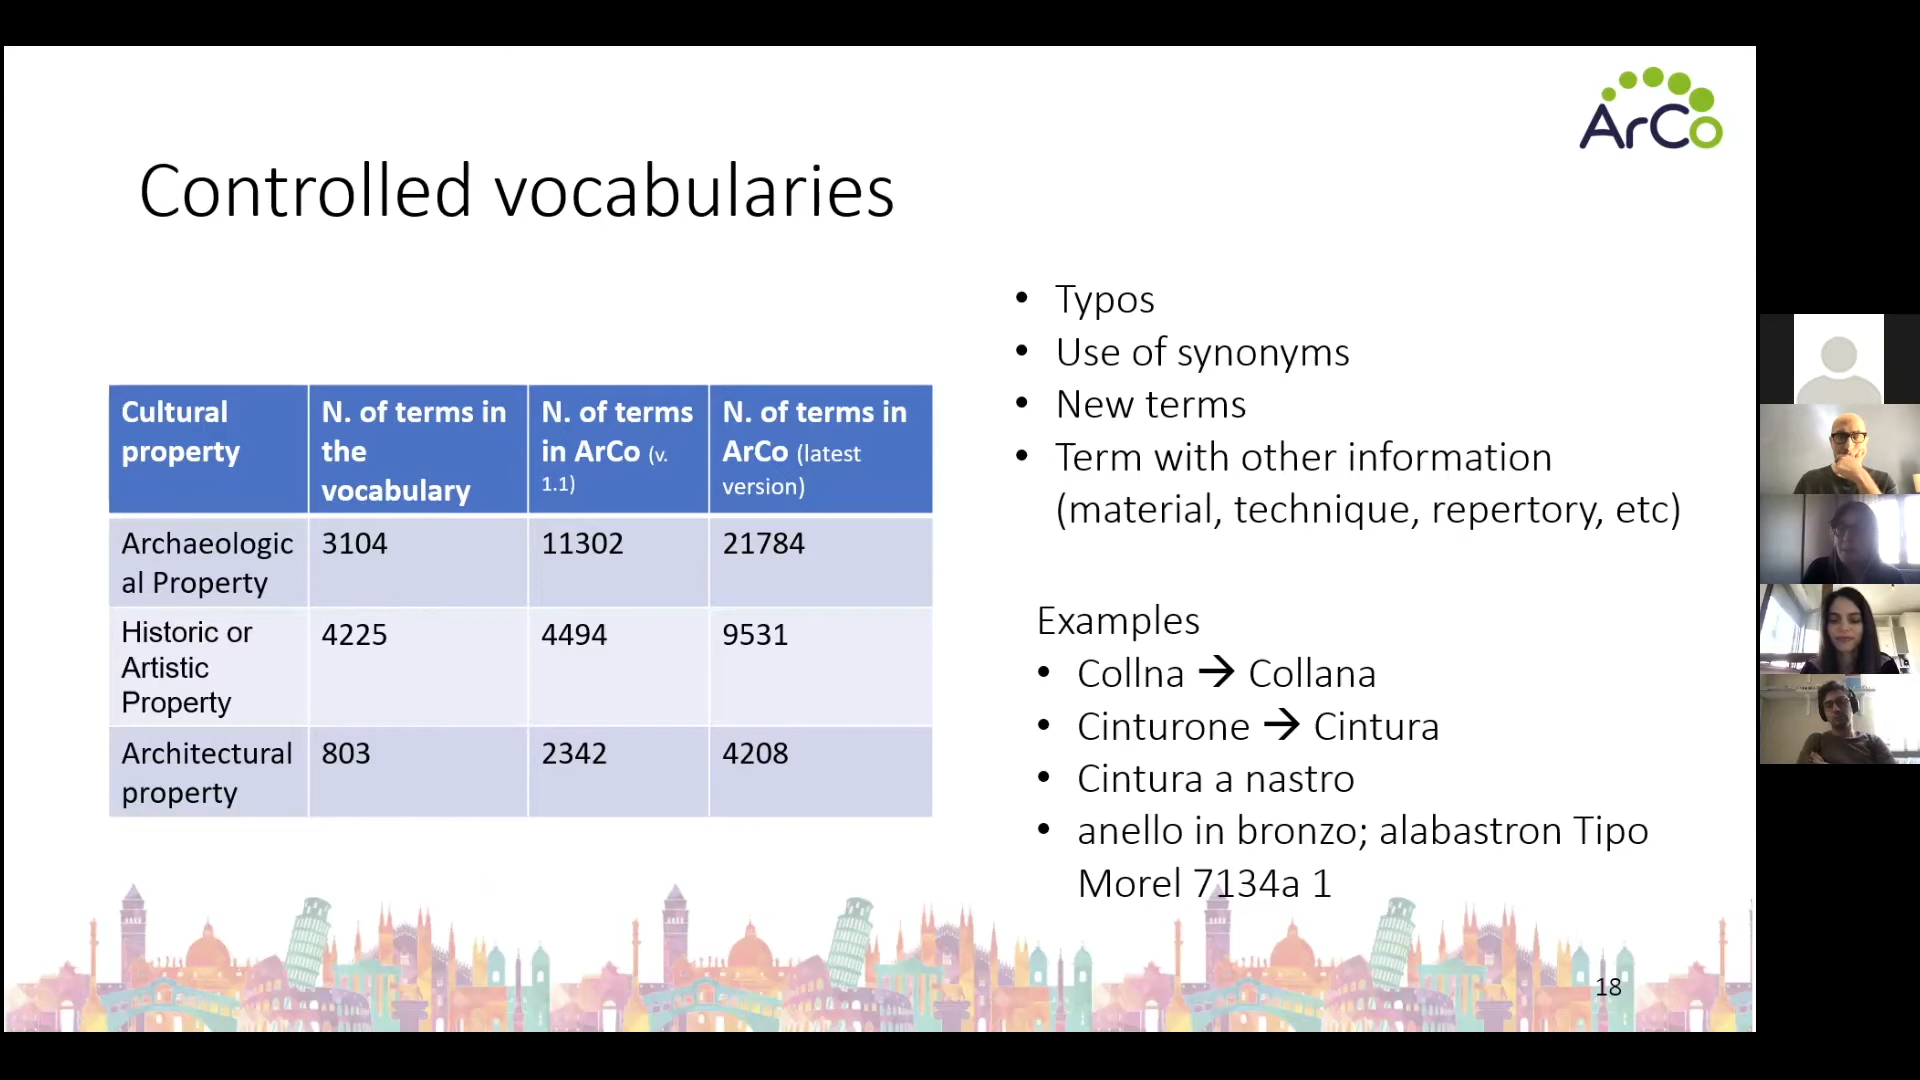 ArCo
Controlled vocabularies
Cultural
property
N. of terms in
the
vocabulary
N. of terms
in ArCo (v.
1.1)
N. of terms in
ArCo (latest
version)
Archaeologic
al Property
3104
11302
21784
Historic or
Artistic
Property
4225
4494
9531
Architectural
property
803
2342
4208
• Typos
• Use of synonyms
• New terms
• Term with other information
(material, technique, repertory, etc)
Examples
• Collna → Collana
• Cinturone → Cintura
• Cintura a nastro
• anello in bronzo; alabastron Tipo
Morel 7134a 1
18